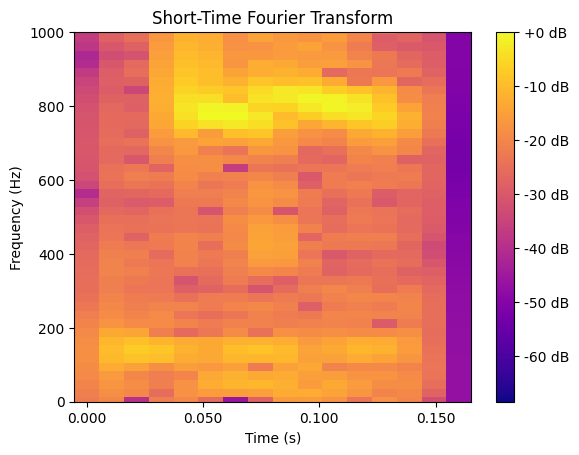 Short-Time Fourier Transform
1000
800
600
400
200
0
Frequency (Hz)
0.000
0.050
0.100
0.150
Time (s)
+0 dB
-10 dB
-20 dB
-30 dB
-40 dB
-50 dB
-60 dB